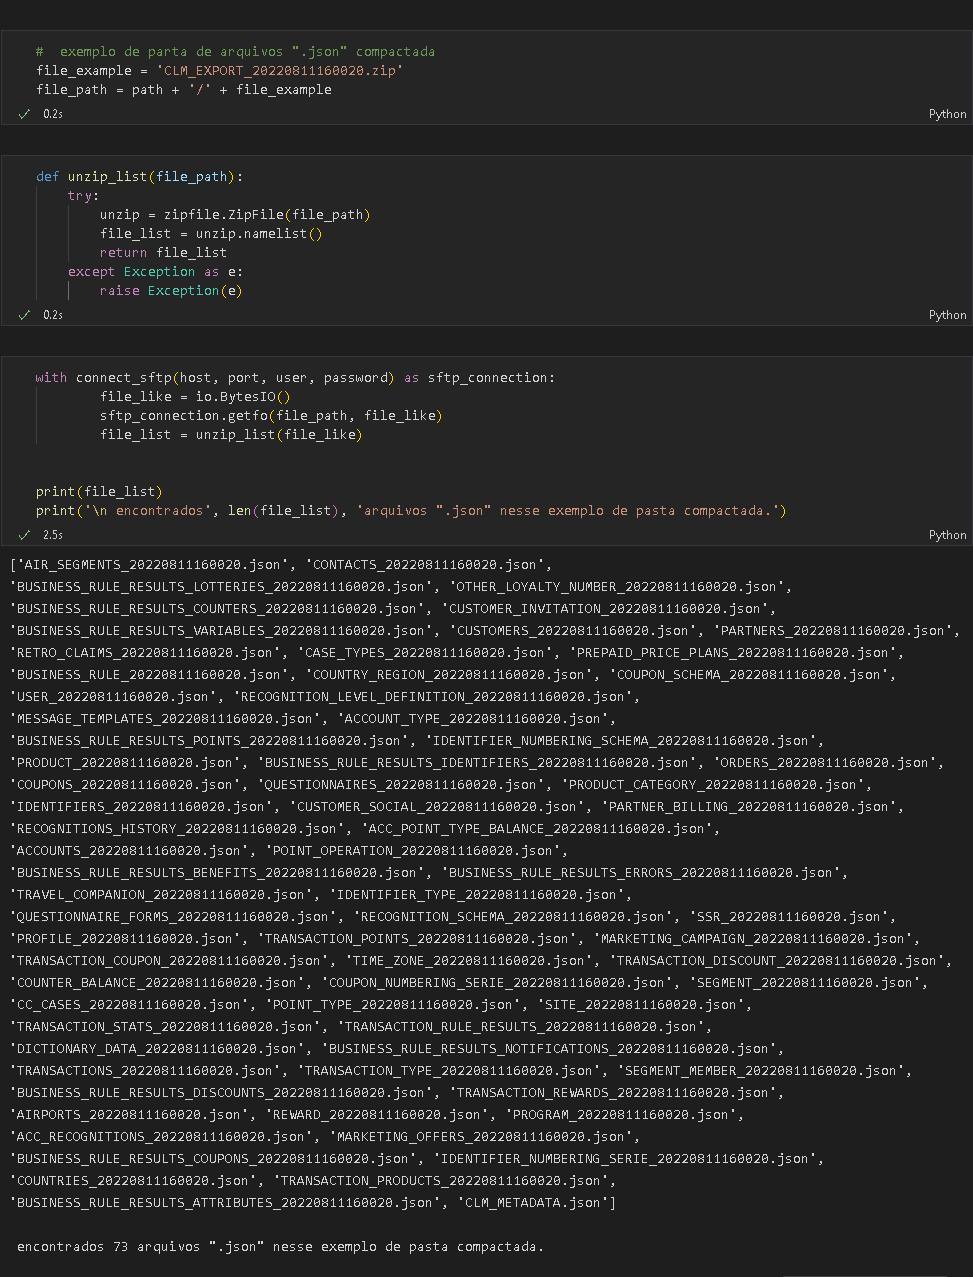 #  exemplo de parta de arquivos ".json" compactada
file_example = 'CLM_EXPORT_20220811160020.zip'
file_path = path + '/' + file_example
0.2s
Python
def unzip_list(file_path):
    try:
        unzip = zipfile.ZipFile(file_path)
        file_list = unzip.namelist()
        return file_list
    except Exception as e:
        raise Exception(e)
0.2s
Python
with connect_sftp(host, port, user, password) as sftp_connection:
        file_like = io.BytesIO()
        sftp_connection.getfo(file_path, file_like)
        file_list = unzip_list(file_like)
print(file_list)
print('\n encontrados', len(file_list), 'arquivos ".json" nesse exemplo de pasta compactada.')
2.5s
Python
['AIR_SEGMENTS_20220811160020.json', 'CONTACTS_20220811160020.json',
'BUSINESS_RULE_RESULTS_LOTTERIES_20220811160020.json', 'OTHER_LOYALTY_NUMBER_20220811160020.json',
'BUSINESS_RULE_RESULTS_COUNTERS_20220811160020.json', 'CUSTOMER_INVITATION_20220811160020.json',
'BUSINESS_RULE_RESULTS_VARIABLES_20220811160020.json', 'CUSTOMERS_20220811160020.json', 'PARTNERS_20220811160020.json',
'RETRO_CLAIMS_20220811160020.json', 'CASE_TYPES_20220811160020.json', 'PREPAID_PRICE_PLANS_20220811160020.json',
'BUSINESS_RULE_20220811160020.json', 'COUNTRY_REGION_20220811160020.json', 'COUPON_SCHEMA_20220811160020.json',
'USER_20220811160020.json', 'RECOGNITION_LEVEL_DEFINITION_20220811160020.json',
'MESSAGE_TEMPLATES_20220811160020.json', 'ACCOUNT_TYPE_20220811160020.json',
'BUSINESS_RULE_RESULTS_POINTS_20220811160020.json', 'IDENTIFIER_NUMBERING_SCHEMA_20220811160020.json',
'PRODUCT_20220811160020.json', 'BUSINESS_RULE_RESULTS_IDENTIFIERS_20220811160020.json', 'ORDERS_20220811160020.json',
'COUPONS_20220811160020.json', 'QUESTIONNAIRES_20220811160020.json', 'PRODUCT_CATEGORY_20220811160020.json',
'IDENTIFIERS_20220811160020.json', 'CUSTOMER_SOCIAL_20220811160020.json', 'PARTNER_BILLING_20220811160020.json',
'RECOGNITIONS_HISTORY_20220811160020.json', 'ACC_POINT_TYPE_BALANCE_20220811160020.json',
'ACCOUNTS_20220811160020.json', 'POINT_OPERATION_20220811160020.json',
'BUSINESS_RULE_RESULTS_BENEFITS_20220811160020.json', 'BUSINESS_RULE_RESULTS_ERRORS_20220811160020.json',
'TRAVEL_COMPANION_20220811160020.json', 'IDENTIFIER_TYPE_20220811160020.json',
'QUESTIONNAIRE_FORMS_20220811160020.json', 'RECOGNITION_SCHEMA_20220811160020.json', 'SSR_20220811160020.json',
'PROFILE_20220811160020.json', 'TRANSACTION_POINTS_20220811160020.json', 'MARKETING_CAMPAIGN_20220811160020.json',
'TRANSACTION_COUPON_20220811160020.json', 'TIME_ZONE_20220811160020.json', 'TRANSACTION_DISCOUNT_20220811160020.json',
'COUNTER_BALANCE_20220811160020.json', 'COUPON_NUMBERING_SERIE_20220811160020.json', 'SEGMENT_20220811160020.json',
'CC_CASES_20220811160020.json', 'POINT_TYPE_20220811160020.json', 'SITE_20220811160020.json',
'TRANSACTION_STATS_20220811160020.json', 'TRANSACTION_RULE_RESULTS_20220811160020.json',
'DICTIONARY_DATA_20220811160020.json', 'BUSINESS_RULE_RESULTS_NOTIFICATIONS_20220811160020.json',
'TRANSACTIONS_20220811160020.json', 'TRANSACTION_TYPE_20220811160020.json', 'SEGMENT_MEMBER_20220811160020.json',
'BUSINESS_RULE_RESULTS_DISCOUNTS_20220811160020.json', 'TRANSACTION_REWARDS_20220811160020.json',
'AIRPORTS_20220811160020.json', 'REWARD_20220811160020.json', 'PROGRAM_20220811160020.json',
'ACC_RECOGNITIONS_20220811160020.json', 'MARKETING_OFFERS_20220811160020.json',
'BUSINESS_RULE_RESULTS_COUPONS_20220811160020.json', 'IDENTIFIER_NUMBERING_SERIE_20220811160020.json',
'COUNTRIES_20220811160020.json', 'TRANSACTION_PRODUCTS_20220811160020.json',
'BUSINESS_RULE_RESULTS_ATTRIBUTES_20220811160020.json', 'CLM_METADATA.json']
encontrados 73 arquivos ".json" nesse exemplo de pasta compactada.